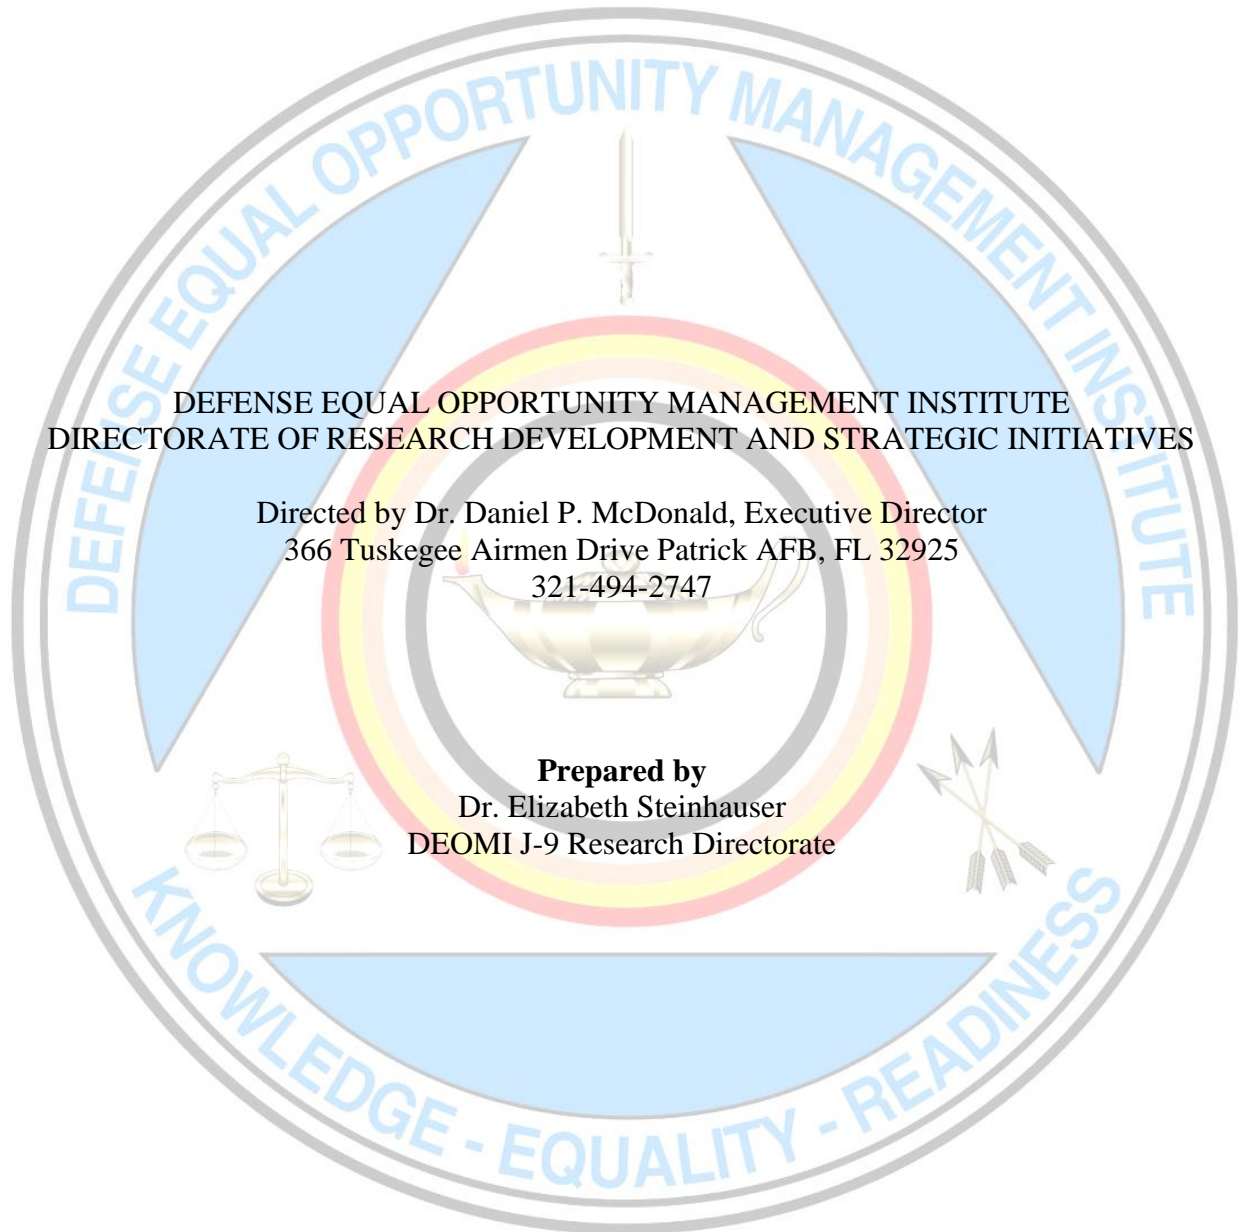 DEFENSE EQUAL OPPORTUNITY MANAGEMENT INSTITUTE
DEFENSE EQUAL OPPORTUNITY MANAGEMENT INSTITUTE
DIRECTORATE OF RESEARCH DEVELOPMENT AND STRATEGIC INITIATIVES
Directed by Dr. Daniel P. McDonald, Executive Director
366 Tuskegee Airmen Drive Patrick AFB, FL 32925
321-494-2747
Prepared by
Dr. Elizabeth Steinhauser
DEOMI J-9 Research Directorate
KNOWLEDGE - EQUALITY - READINESS